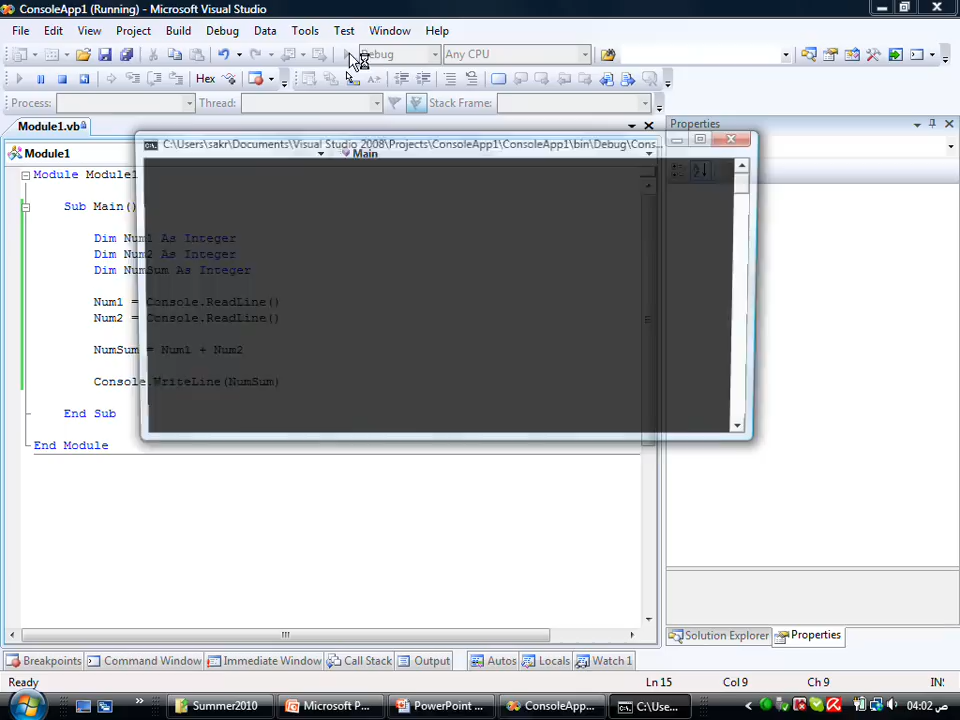 ConsoleApp1 (Running) - Microsoft Visual Studio
File Edit View Project Build Debug Data Tools Test Window Help
Debug Any CPU
Hex
Process: Thread: Stack Frame:
Module1.vb
Properties
Module1
C:\Users\sakr\Documents\Visual Studio 2008\Projects\ConsoleApp1\ConsoleApp1\bin\Debug\Cons...
Main
Module Module1
Sub Main()
Dim Num1 As Integer
Dim Num2 As Integer
Dim NumSum As Integer
Num1 = Console.ReadLine()
Num2 = Console.ReadLine()
NumSum = Num1 + Num2
Console.WriteLine(NumSum)
End Sub
End Module
Solution Explorer Properties
Breakpoints Command Window Immediate Window Call Stack Output Autos Locals Watch 1
Ready Ln 15 Col 9 Ch 9 INS
Summer2010 Microsoft P... PowerPoint ... ConsoleApp... C:\Use... 04:02 ص